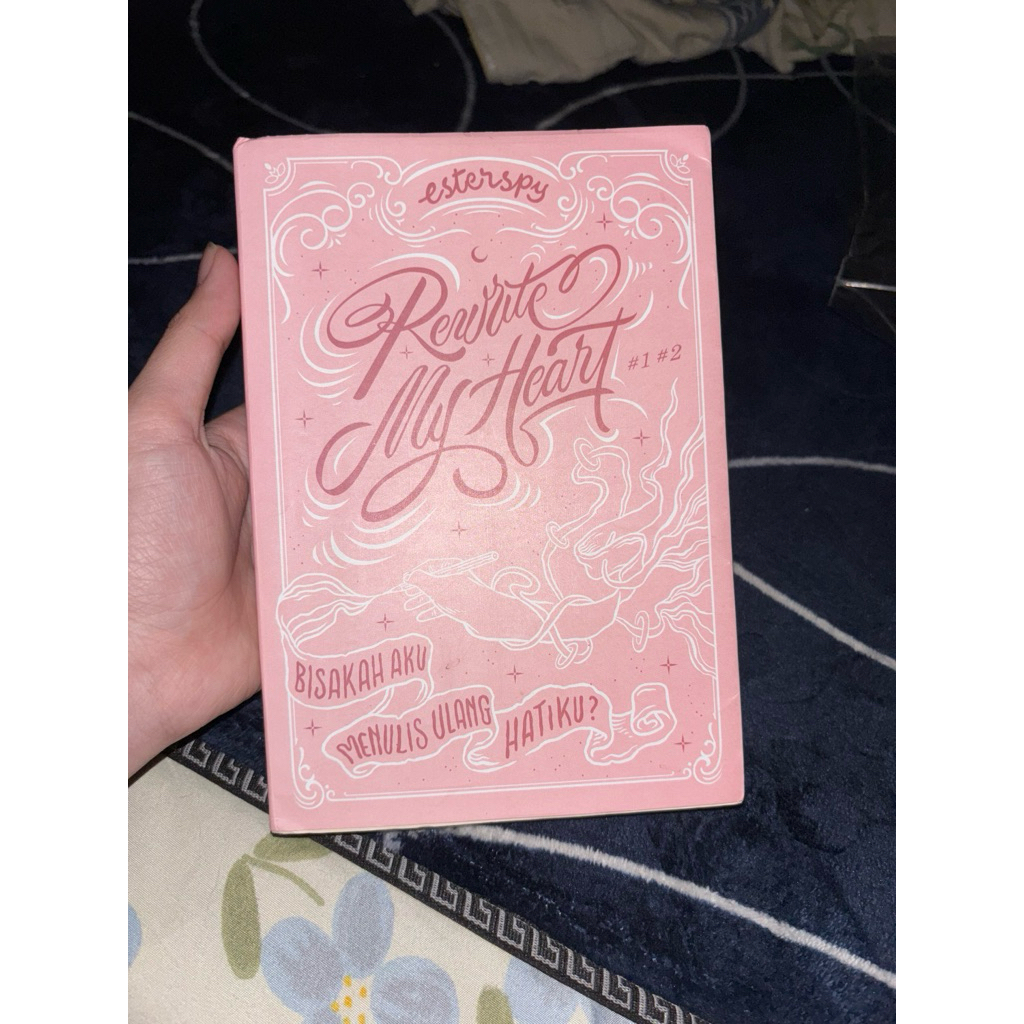 esterspy
Rewrite
My Heart #1 #2
BISAKAH AKU
MENULIS ULANG
HATIKU?